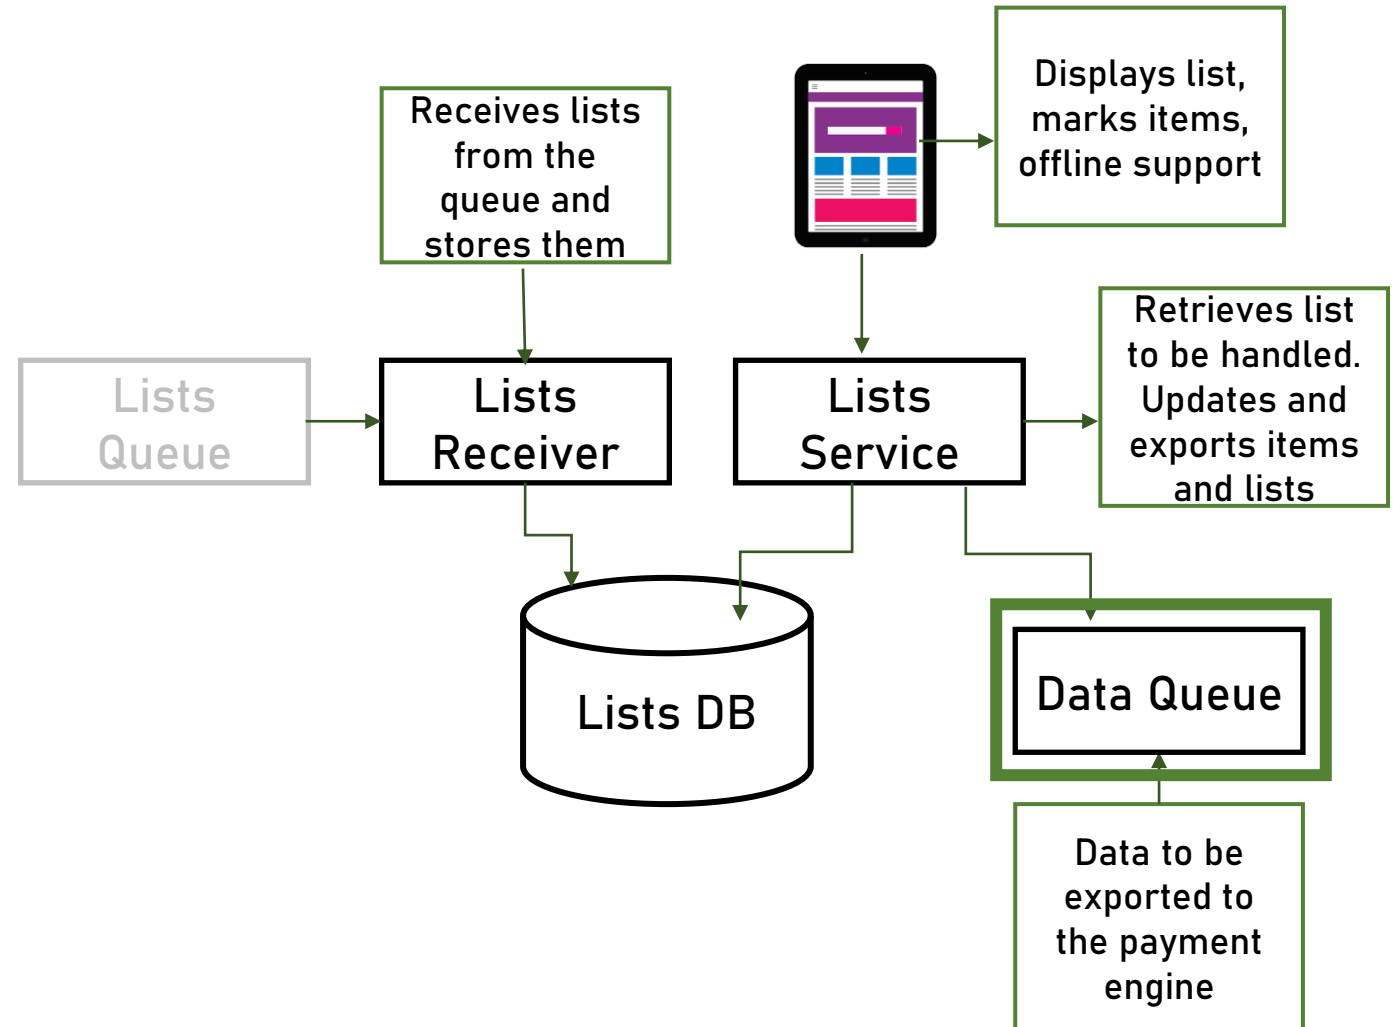 Receives lists
from the
queue and
stores them
Displays list,
marks items,
offline support
Lists
Queue
Lists
Receiver
Lists
Service
Retrieves list
to be handled.
Updates and
exports items
and lists
Lists DB
Data Queue
Data to be
exported to
the payment
engine